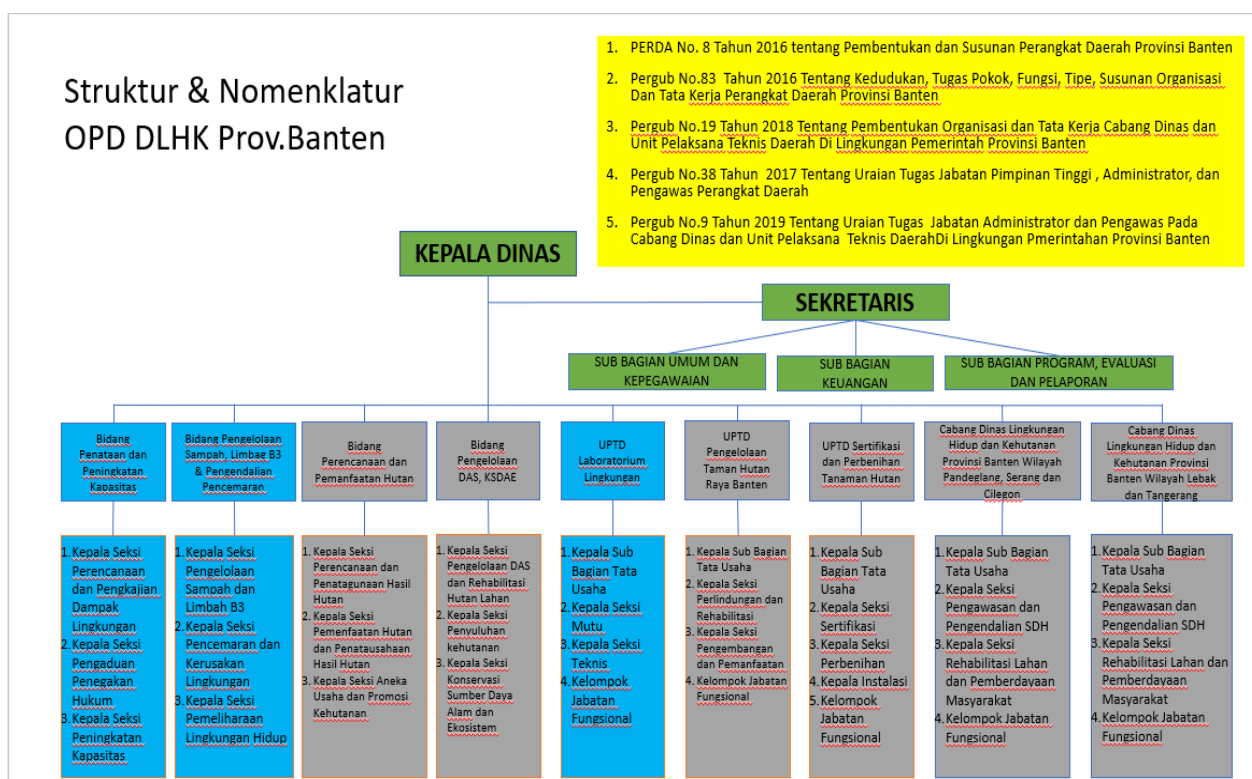 Struktur & Nomenklatur
OPD DLHK Prov.Banten
1. PERDA No. 8 Tahun 2016 tentang Pembentukan dan Susunan Perangkat Daerah Provinsi Banten
2. Pergub No.83 Tahun 2016 Tentang Kedudukan, Tugas Pokok, Fungsi, Tipe, Susunan Organisasi
Dan Tata Kerja Perangkat Daerah Provinsi Banten
3. Pergub No.19 Tahun 2018 Tentang Pembentukan Organisasi dan Tata Kerja Cabang Dinas dan
Unit Pelaksana Teknis Daerah Di Lingkungan Pemerintah Provinsi Banten
4. Pergub No.38 Tahun 2017 Tentang Uraian Tugas Jabatan Pimpinan Tinggi , Administrator, dan
Pengawas Perangkat Daerah
5. Pergub No.9 Tahun 2019 Tentang Uraian Tugas Jabatan Administrator dan Pengawas Pada
Cabang Dinas dan Unit Pelaksana Teknis DaerahDi Lingkungan Pmerintahan Provinsi Banten
KEPALA DINAS
SEKRETARIS
SUB BAGIAN UMUM DAN
KEPEGAWAIAN
SUB BAGIAN
KEUANGAN
SUB BAGIAN PROGRAM, EVALUASI
DAN PELAPORAN
Bidang
Penataan dan
Peningkatan
Kapasitas
Bidang Pengelolaan
Sampah, Limbag B3
& Pengendalian
Pencemaran
Bidang
Perencanaan dan
Pemanfaatan Hutan
Bidang
Pengelolaan
DAS, KSDAE
UPTD
Laboratorium
Lingkungan
UPTD
Pengelolaan
Taman Hutan
Raya Banten
UPTD Sertifikasi
dan Perbenihan
Tanaman Hutan
Cabang Dinas Lingkungan
Hidup dan Kehutanan
Provinsi Banten Wilayah
Pandeglang, Serang dan
Cilegon
Cabang Dinas
Lingkungan Hidup dan
Kehutanan Provinsi
Banten Wilayah Lebak
dan Tangerang
1. Kepala Seksi
Perencanaan
dan Pengkajian
Dampak
Lingkungan
2. Kepala Seksi
Pengaduan
Penegakan
Hukum
3. Kepala Seksi
Peningkatan
Kapasitas
1. Kepala Seksi
Pengelolaan
Sampah dan
Limbah B3
2. Kepala Seksi
Pencemaran dan
Kerusakan
Lingkungan
3. Kepala Seksi
Pemeliharaan
Lingkungan Hidup
1. Kepala Seksi
Perencanaan dan
Penatagunaan Hasil
Hutan
2. Kepala Seksi
Pemenfaatan Hutan
dan Penatausahaan
Hasil Hutan
3. Kepala Seksi Aneka
Usaha dan Promosi
Kehutanan
1. Kepala Seksi
Pengelolaan DAS
dan Rehabilitasi
Hutan Lahan
2. Kepala Seksi
Penyuluhan
kehutanan
3. Kepala Seksi
Konservasi
Sumber Daya
Alam dan
Ekosistem
1. Kepala Sub
Bagian Tata
Usaha
2. Kepala Seksi
Mutu
3. Kepala Seksi
Teknis
4. Kelompok
Jabatan
Fungsional
1. Kepala Sub Bagian
Tata Usaha
2. Kepala Seksi
Perlindungan dan
Rehabilitasi
3. Kepala Seksi
Pengembangan
dan Pemanfaatan
4. Kelompok Jabatan
Fungsional
1. Kepala Sub
Bagian Tata
Usaha
2. Kepala Seksi
Sertifikasi
3. Kepala Seksi
Perbenihan
4. Kepala Instalasi
5. Kelompok
Jabatan
Fungsional
1. Kepala Sub Bagian
Tata Usaha
2. Kepala Seksi
Pengawasan dan
Pengendalian SDH
3. Kepala Seksi
Rehabilitasi Lahan
dan Pemberdayaan
Masyarakat
4. Kelompok Jabatan
Fungsional
1. Kepala Sub Bagian
Tata Usaha
2. Kepala Seksi
Pengawasan dan
Pengendalian SDH
3. Kepala Seksi
Rehabilitasi Lahan dan
Pemberdayaan
Masyarakat
4. Kelompok Jabatan
Fungsional